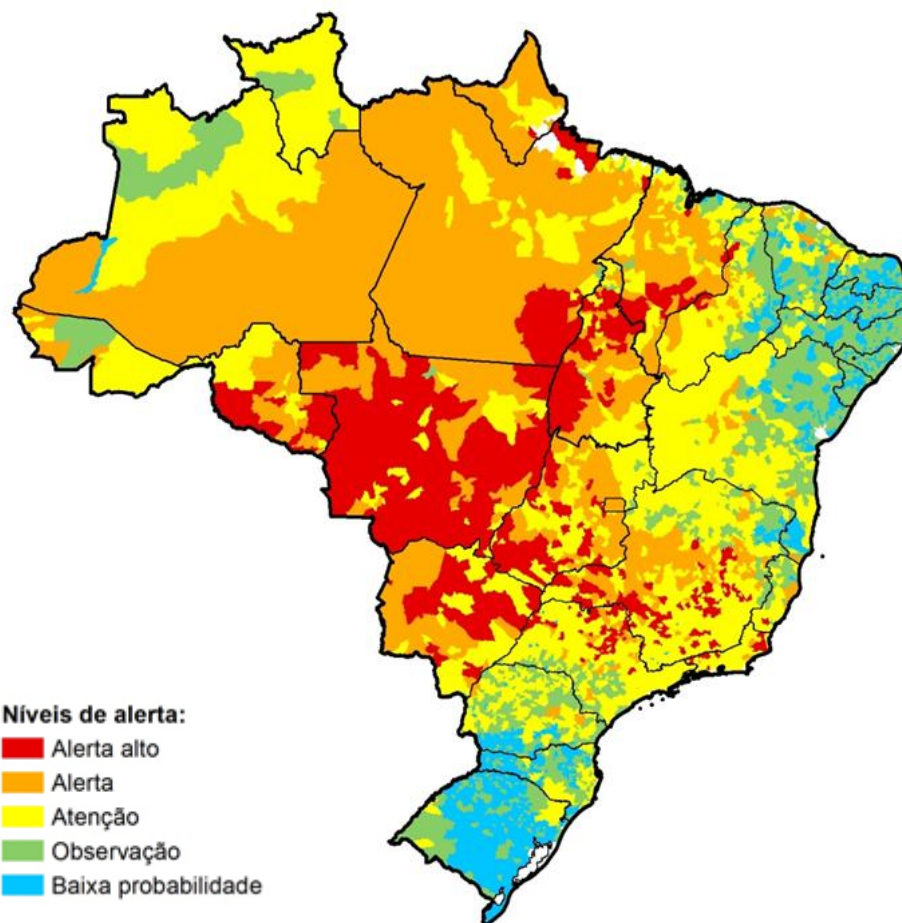 Níveis de alerta:
Alerta alto
Alerta
Atenção
Observação
Baixa probabilidade